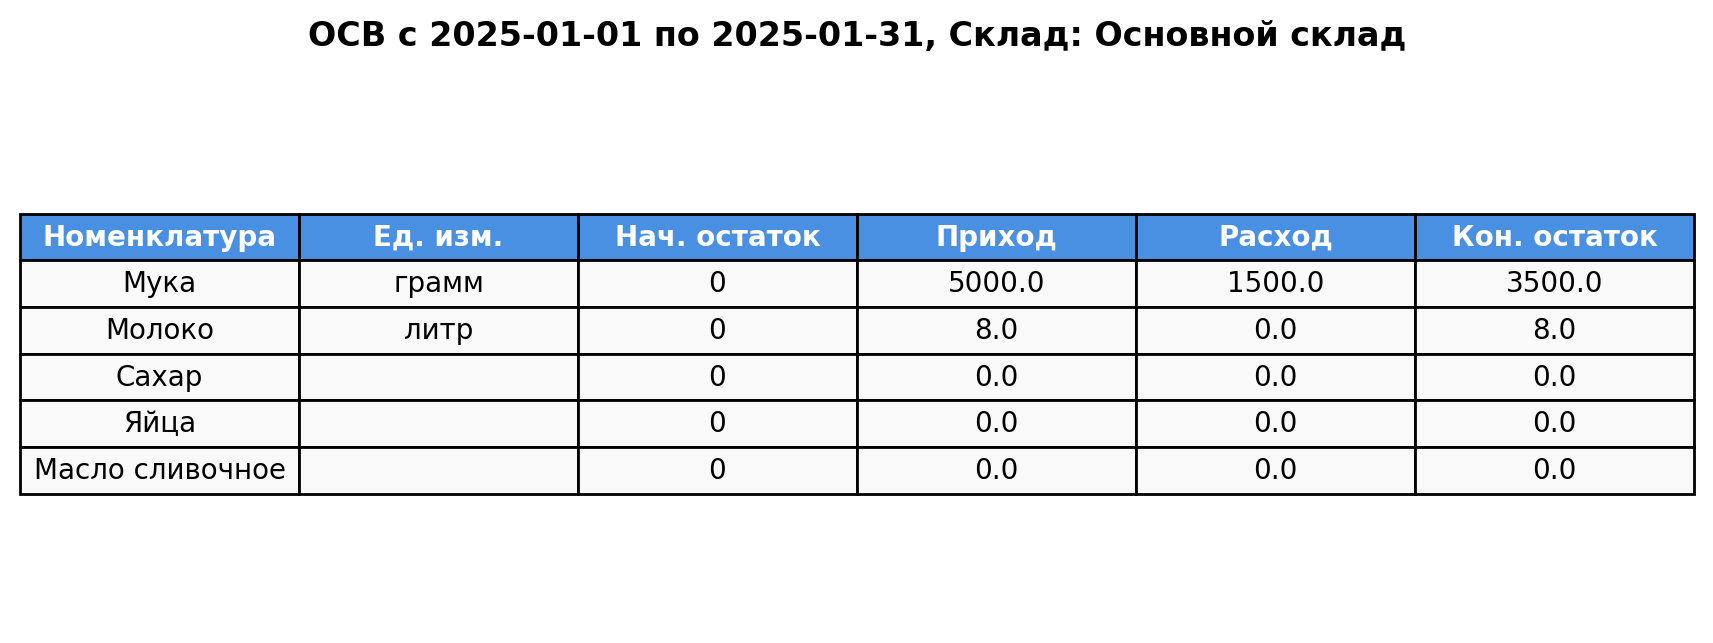 ОСВ с 2025-01-01 по 2025-01-31, Склад: Основной склад
Номенклатура Ед. изм. Нач. остаток Приход Расход Кон. остаток
Мука грамм 0 5000.0 1500.0 3500.0
Молоко литр 0 8.0 0.0 8.0
Сахар 0 0.0 0.0 0.0
Яйца 0 0.0 0.0 0.0
Масло сливочное 0 0.0 0.0 0.0